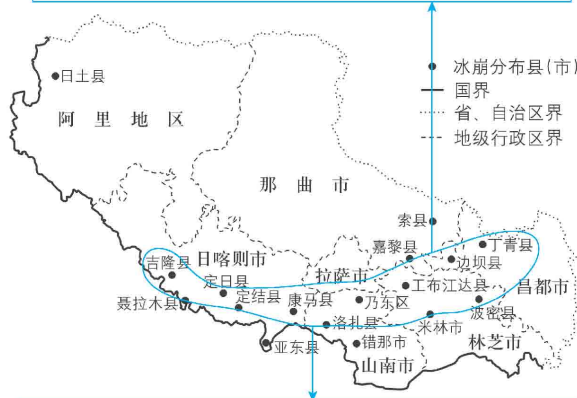 冰崩分布县(市)
国界
省、自治区界
地级行政区界
日土县
阿里地区
那曲市
索县
丁青县
嘉黎县
边坝县
日喀则市
吉隆县
拉萨市
定日县
工布江达县
昌都市
定结县
康马县
乃东区
波密县
聂拉木县
洛扎县
米林市
林芝市
亚东县
错那市
山南市